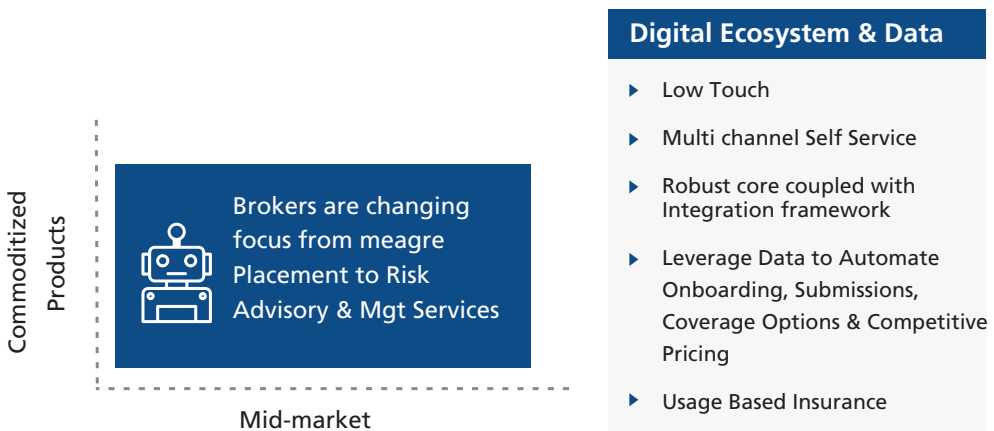 Commoditized
Products
Brokers are changing
focus from meagre
Placement to Risk
Advisory & Mgt Services
Mid-market
Digital Ecosystem & Data
Low Touch
Multi channel Self Service
Robust core coupled with
Integration framework
Leverage Data to Automate
Onboarding, Submissions,
Coverage Options & Competitive
Pricing
Usage Based Insurance